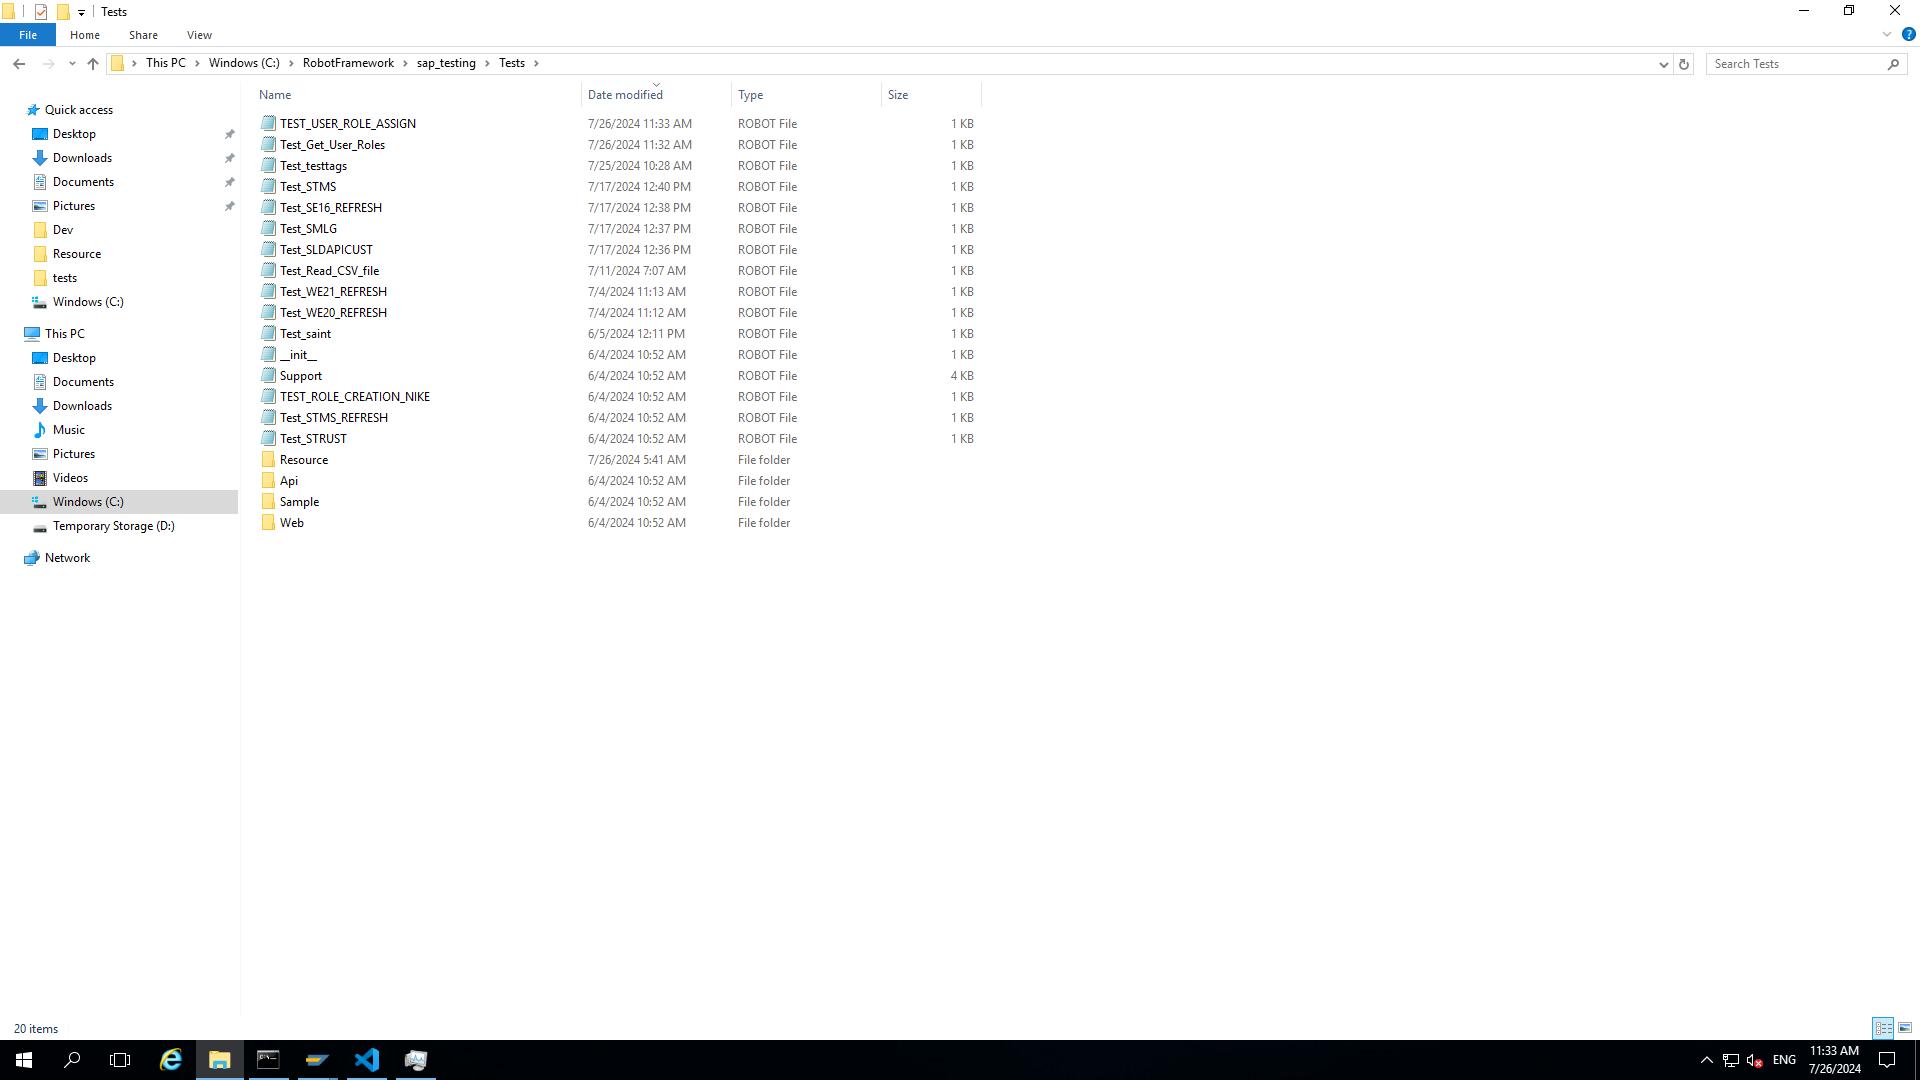 Tests
File Home Share View
This PC Windows (C:) RobotFramework sap_testing Tests Search Tests
Name Date modified Type Size
Quick access
Desktop
Downloads
Documents
Pictures
Dev
Resource
tests
Windows (C:)
This PC
Desktop
Documents
Downloads
Music
Pictures
Videos
Windows (C:)
Temporary Storage (D:)
Network
TEST_USER_ROLE_ASSIGN 7/26/2024 11:33 AM ROBOT File 1 KB
Test_Get_User_Roles 7/26/2024 11:32 AM ROBOT File 1 KB
Test_testtags 7/25/2024 10:28 AM ROBOT File 1 KB
Test_STMS 7/17/2024 12:40 PM ROBOT File 1 KB
Test_SE16_REFRESH 7/17/2024 12:38 PM ROBOT File 1 KB
Test_SMLG 7/17/2024 12:37 PM ROBOT File 1 KB
Test_SLDAPICUST 7/17/2024 12:36 PM ROBOT File 1 KB
Test_Read_CSV_file 7/11/2024 7:07 AM ROBOT File 1 KB
Test_WE21_REFRESH 7/4/2024 11:13 AM ROBOT File 1 KB
Test_WE20_REFRESH 7/4/2024 11:12 AM ROBOT File 1 KB
Test_saint 6/5/2024 12:11 PM ROBOT File 1 KB
__init__ 6/4/2024 10:52 AM ROBOT File 1 KB
Support 6/4/2024 10:52 AM ROBOT File 4 KB
TEST_ROLE_CREATION_NIKE 6/4/2024 10:52 AM ROBOT File 1 KB
Test_STMS_REFRESH 6/4/2024 10:52 AM ROBOT File 1 KB
Test_STRUST 6/4/2024 10:52 AM ROBOT File 1 KB
Resource 7/26/2024 5:41 AM File folder
Api 6/4/2024 10:52 AM File folder
Sample 6/4/2024 10:52 AM File folder
Web 6/4/2024 10:52 AM File folder
20 items
ENG
11:33 AM
7/26/2024